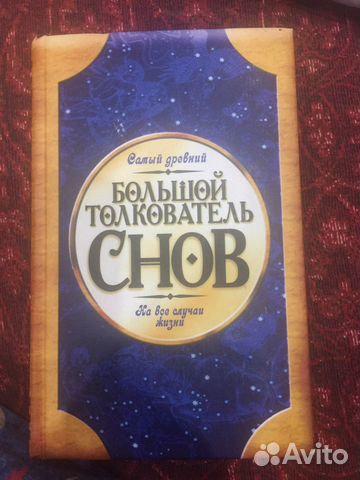 Самый древний
БОЛЬШОЙ
ТОЛКОВАТЕЛЬ
СНОВ
На все случаи
жизни
Avito